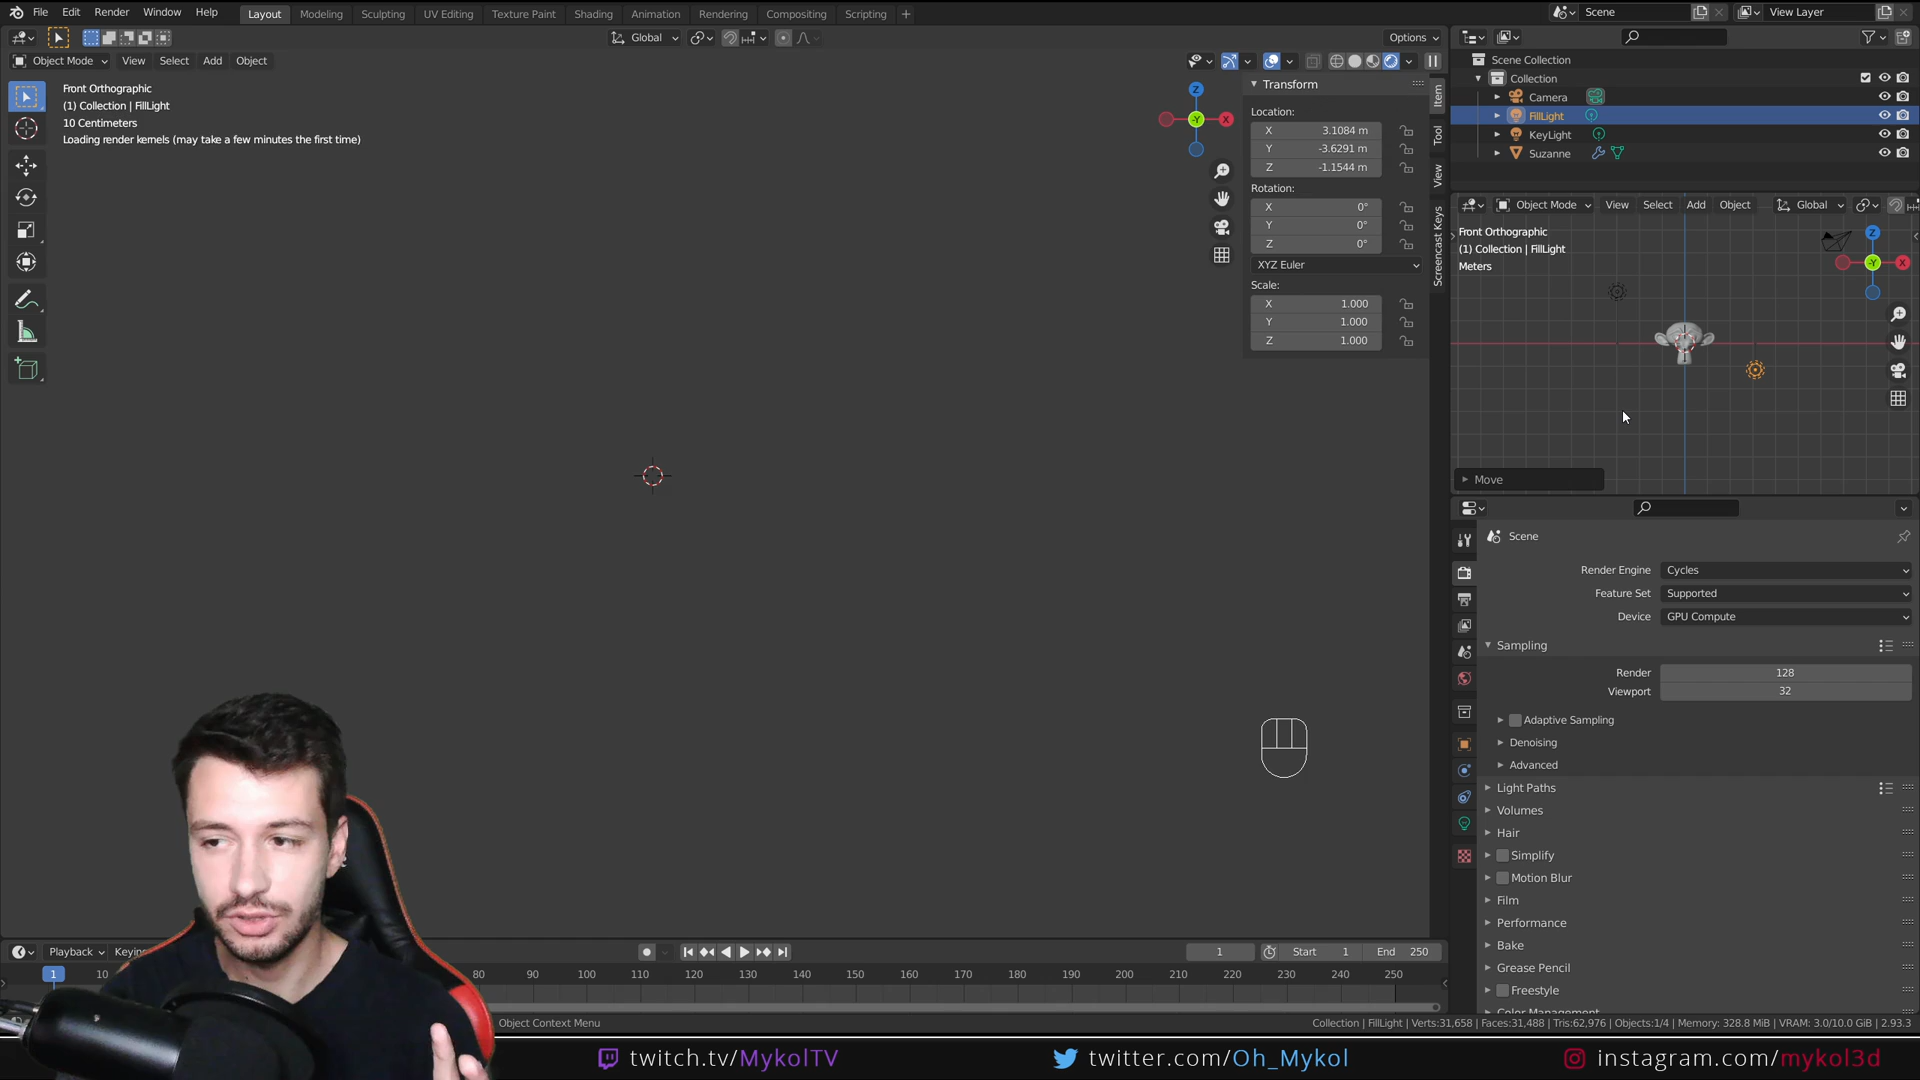 File Edit Render Window Help Layout Modeling Sculpting UV Editing Texture Paint Shading Animation Rendering Compositing Scripting + Scene View Layer
Global Options
Object Mode View Select Add Object
Front Orthographic
(1) Collection | FillLight
10 Centimeters
Loading render kernels (may take a few minutes the first time)
Z
-Y
X
Transform
Location:
X 3.1084 m
Y -3.6291 m
Z -1.1544 m
Rotation:
X 0°
Y 0°
Z 0°
XYZ Euler
Scale:
X 1.000
Y 1.000
Z 1.000
Item
Tool
View
Screencast Keys
Scene Collection
Collection
Camera
FillLight
KeyLight
Suzanne
Object Mode View Select Add Object Global
Front Orthographic
(1) Collection | FillLight
Meters
Z
-Y
X
Move
Scene
Render Engine Cycles
Feature Set Supported
Device GPU Compute
Sampling
Render 128
Viewport 32
Adaptive Sampling
Denoising
Advanced
Light Paths
Volumes
Hair
Simplify
Motion Blur
Film
Performance
Bake
Grease Pencil
Freestyle
Playback Keyin 1 Start 1 End 250
1 10 80 90 100 110 120 130 140 150 160 170 180 190 200 210 220 230 240 250
Object Context Menu Collection | FillLight | Verts:31,658 | Faces:31,488 | Tris:62,976 | Objects:1/4 | Memory: 328.8 MiB | VRAM: 3.0/10.0 GiB | 2.93.3
twitch.tv/MykolTV twitter.com/Oh_Mykol instagram.com/mykol3d